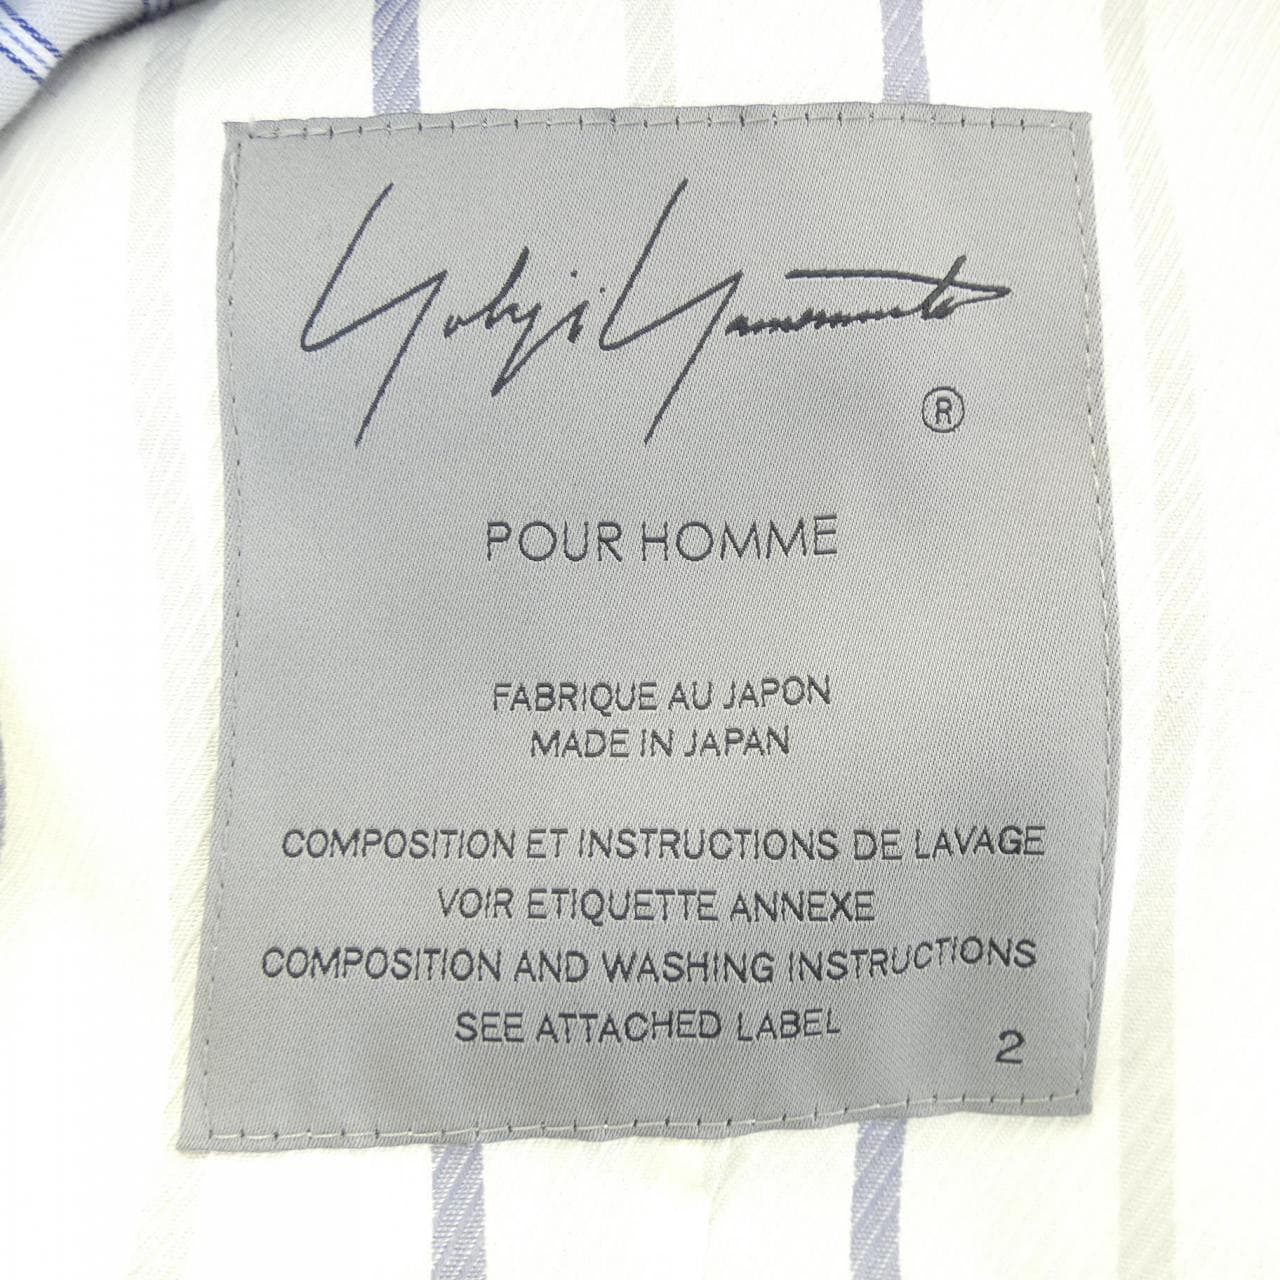 Yohji Yamamoto
®
POUR HOMME
FABRIQUE AU JAPON
MADE IN JAPAN
COMPOSITION ET INSTRUCTIONS DE LAVAGE
VOIR ETIQUETTE ANNEXE
COMPOSITION AND WASHING INSTRUCTIONS
SEE ATTACHED LABEL
2